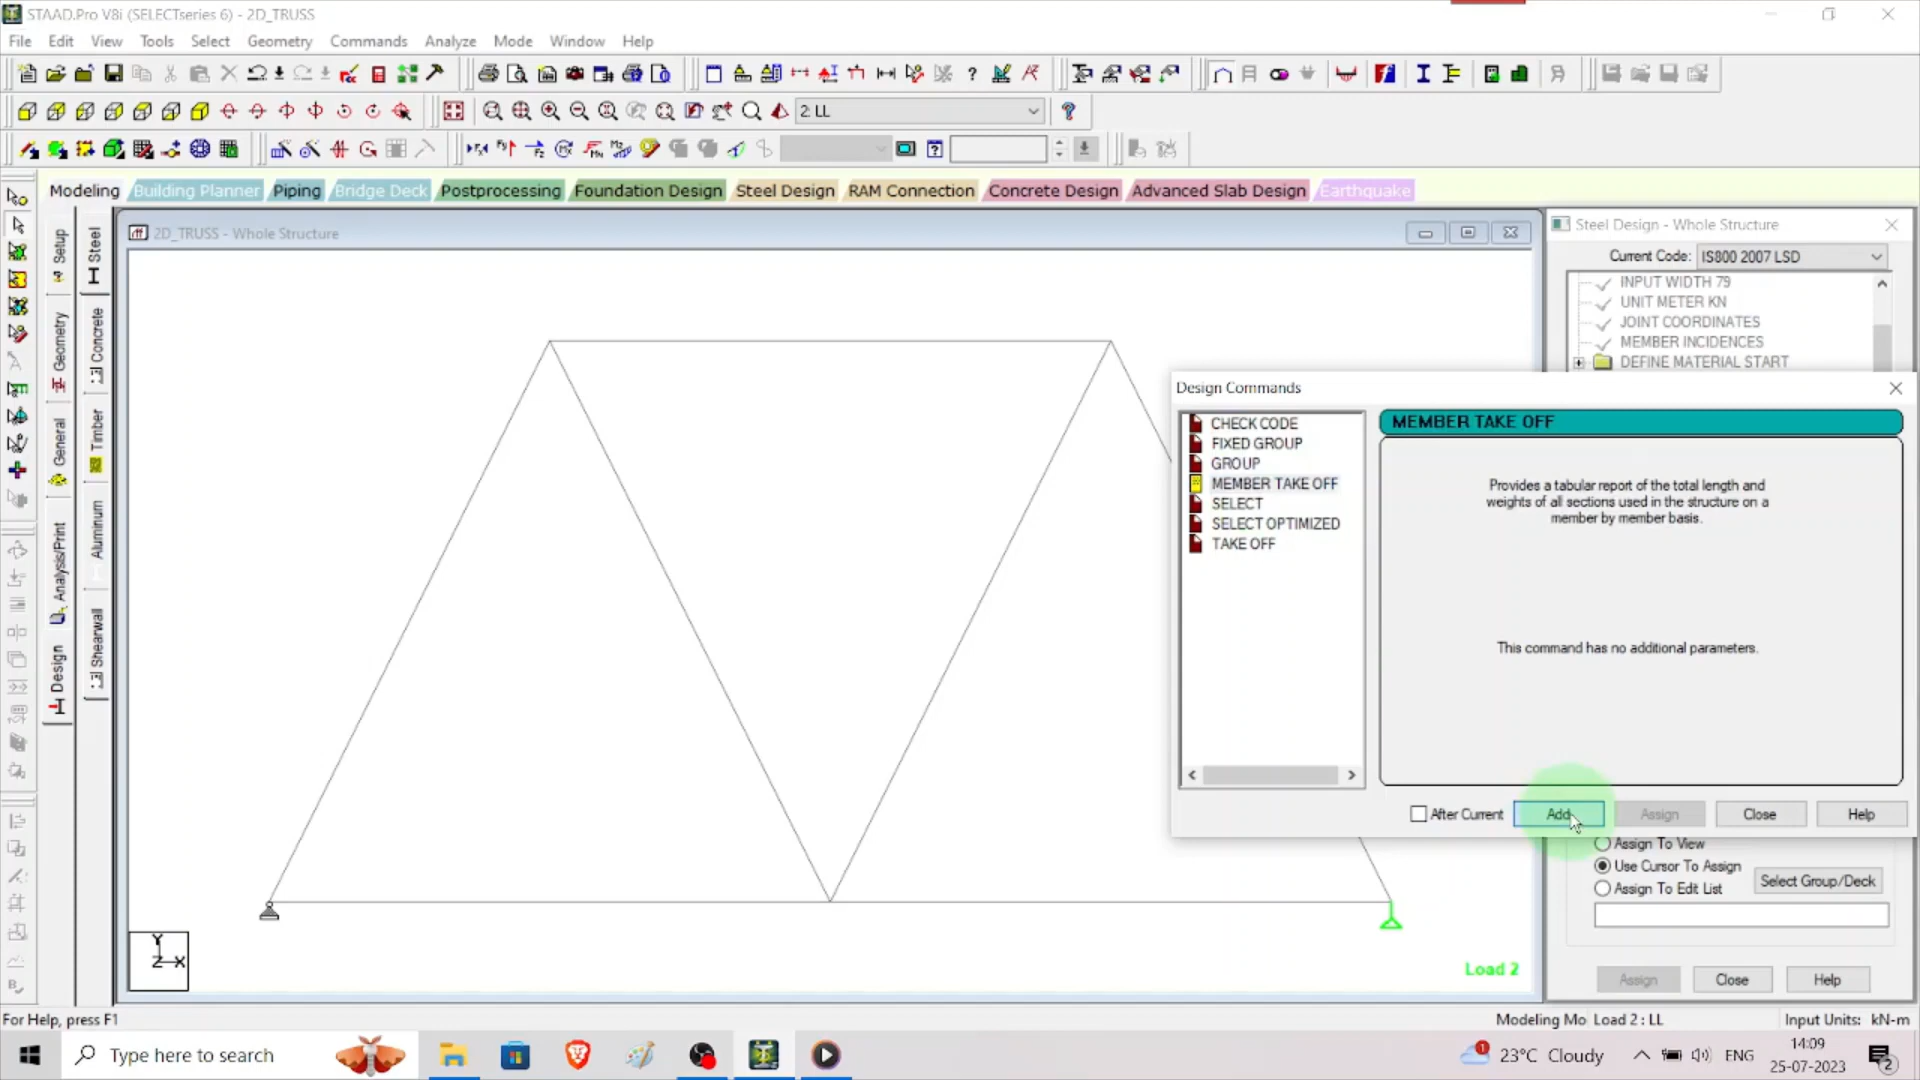 STAAD.Pro V8i (SELECTseries 6) - 2D_TRUSS
File Edit View Tools Select Geometry Commands Analyze Mode Window Help
2: LL
Modeling Building Planner Piping Bridge Deck Postprocessing Foundation Design Steel Design RAM Connection Concrete Design Advanced Slab Design Earthquake
Setup
Geometry
General
Analysis/Print
Design
Steel
Concrete
Timber
Aluminum
Shearwall
2D_TRUSS - Whole Structure
Steel Design - Whole Structure
Current Code: IS800 2007 LSD
INPUT WIDTH 79
UNIT METER KN
JOINT COORDINATES
MEMBER INCIDENCES
DEFINE MATERIAL START
Design Commands
CHECK CODE
FIXED GROUP
GROUP
MEMBER TAKE OFF
SELECT
SELECT OPTIMIZED
TAKE OFF
MEMBER TAKE OFF
Provides a tabular report of the total length and
weights of all sections used in the structure on a
member by member basis.
This command has no additional parameters.
After Current Add Assign Close Help
Assign To View
Use Cursor To Assign
Assign To Edit List
Select Group/Deck
Assign Close Help
Y
Z X
Load 2
For Help, press F1
Modeling Mo Load 2 : LL Input Units: kN-m
Type here to search
1
23°C Cloudy
ENG
14:09
25-07-2023
2